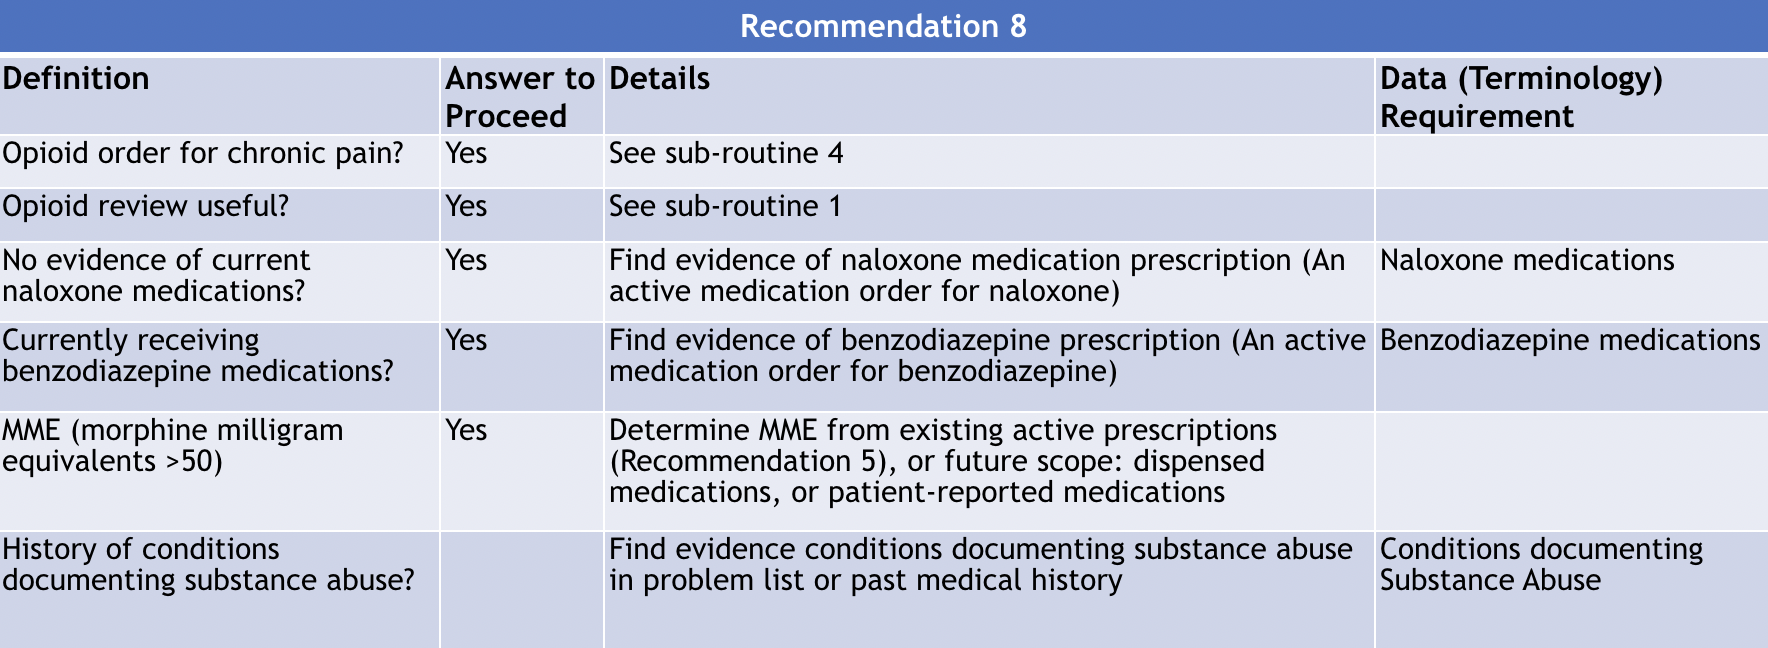 Recommendation 8
Definition
Answer to
Proceed
Details
Data (Terminology)
Requirement
Opioid order for chronic pain?
Yes
See sub-routine 4
Opioid review useful?
Yes
See sub-routine 1
No evidence of current
naloxone medications?
Yes
Find evidence of naloxone medication prescription (An
active medication order for naloxone)
Naloxone medications
Currently receiving
benzodiazepine medications?
Yes
Find evidence of benzodiazepine prescription (An active
medication order for benzodiazepine)
Benzodiazepine medications
MME (morphine milligram
equivalents >50)
Yes
Determine MME from existing active prescriptions
(Recommendation 5), or future scope: dispensed
medications, or patient-reported medications
History of conditions
documenting substance abuse?
Find evidence conditions documenting substance abuse
in problem list or past medical history
Conditions documenting
Substance Abuse